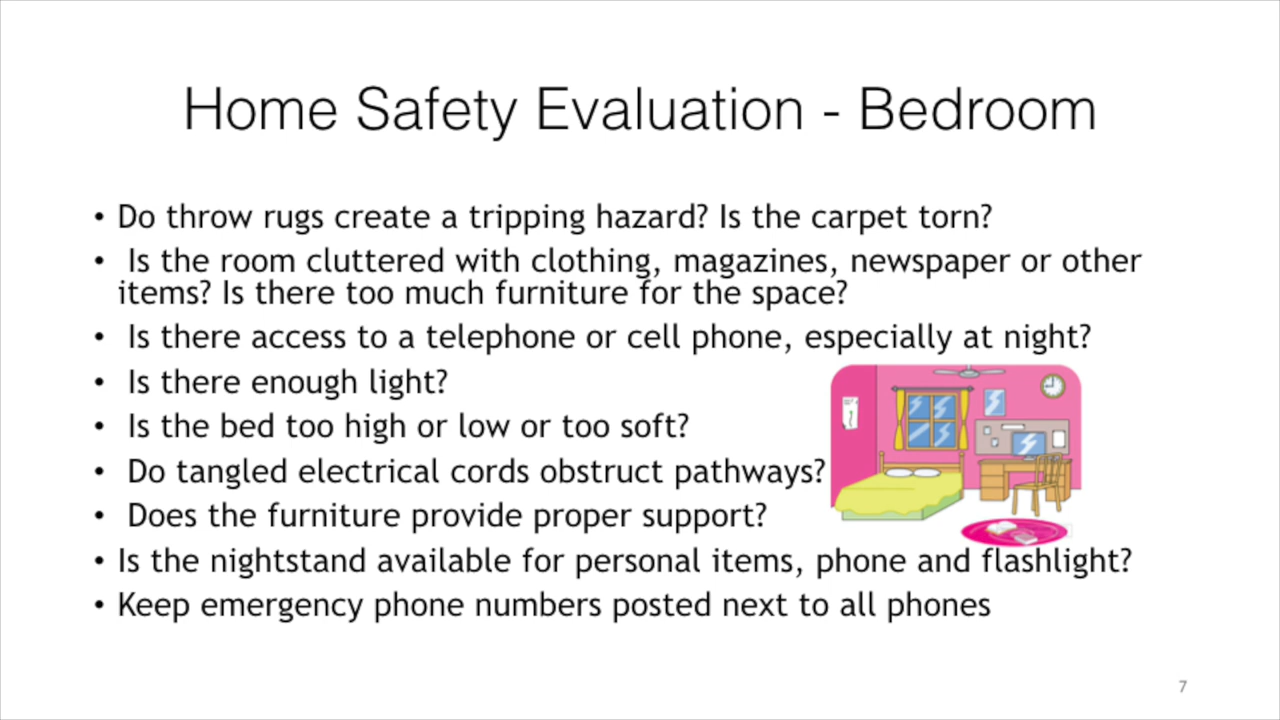 Home Safety Evaluation - Bedroom
• Do throw rugs create a tripping hazard? Is the carpet torn?
• Is the room cluttered with clothing, magazines, newspaper or other
items? Is there too much furniture for the space?
• Is there access to a telephone or cell phone, especially at night?
• Is there enough light?
• Is the bed too high or low or too soft?
• Do tangled electrical cords obstruct pathways?
• Does the furniture provide proper support?
• Is the nightstand available for personal items, phone and flashlight?
• Keep emergency phone numbers posted next to all phones
7